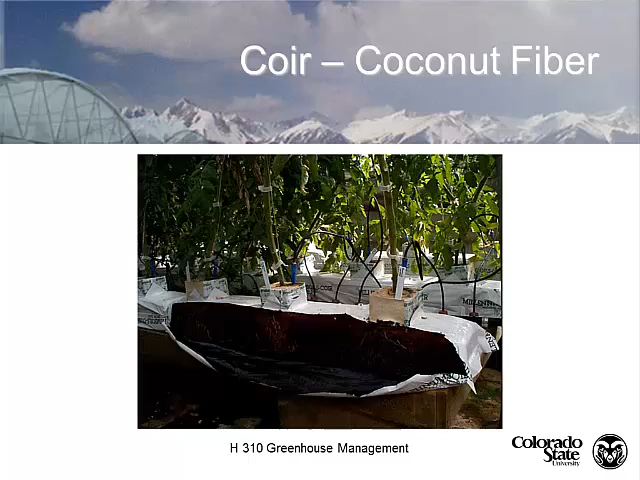 Coir – Coconut Fiber
H 310 Greenhouse Management
Colorado
State
University